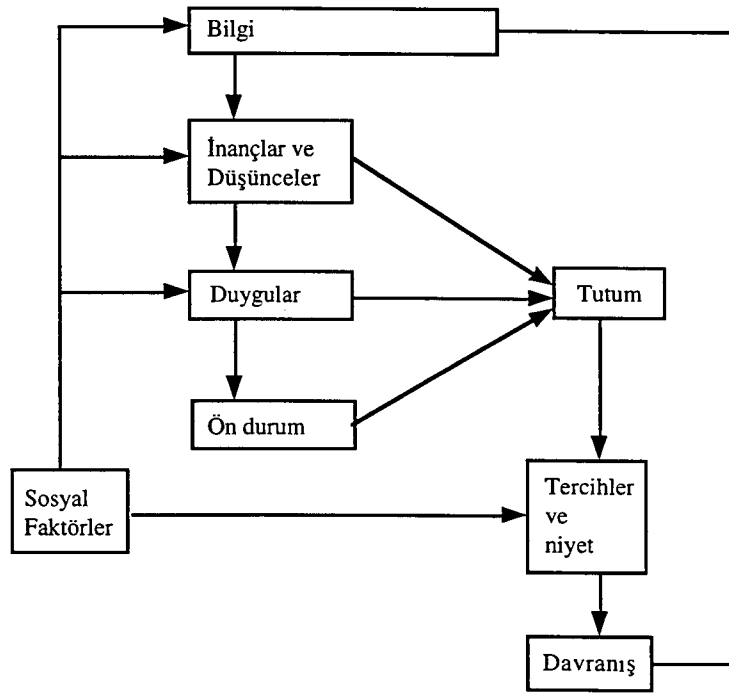 Bilgi
İnançlar ve
Düşünceler
Duygular
Tutum
Ön durum
Sosyal
Faktörler
Tercihler
ve
niyet
Davranış